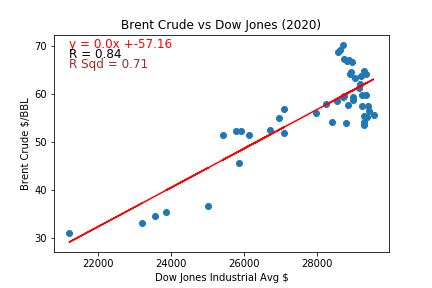 Brent Crude vs Dow Jones (2020)
y = 0.0x +-57.16
R = 0.84
R Sqd = 0.71
70
60
50
40
30
Brent Crude $/BBL
22000 24000 26000 28000
Dow Jones Industrial Avg $